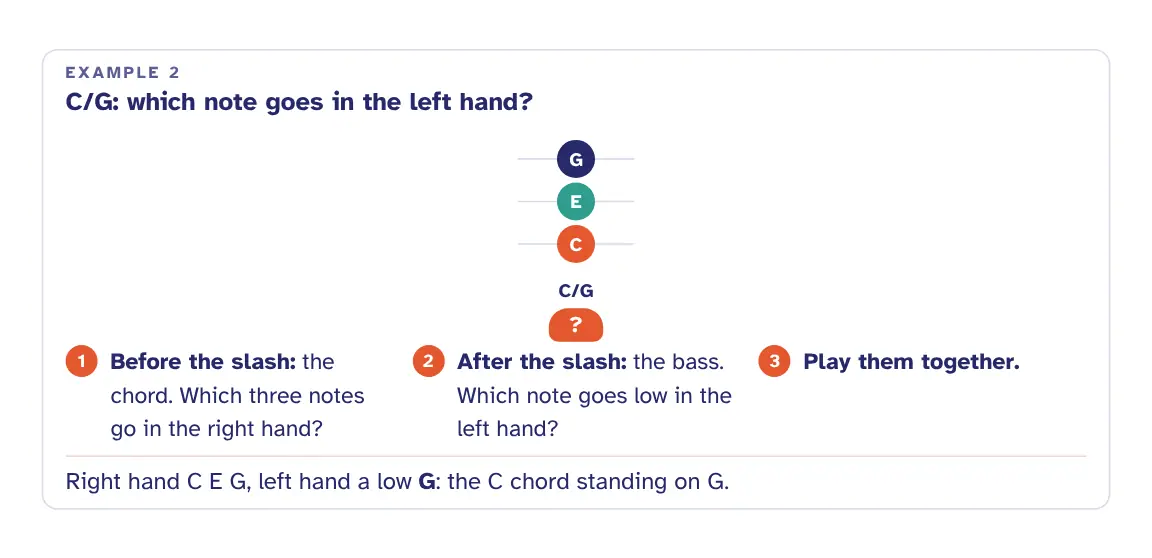 EXAMPLE 2
C/G: which note goes in the left hand?
G
E
C
C/G
?
1 Before the slash: the
chord. Which three notes
go in the right hand?
2 After the slash: the bass.
Which note goes low in the
left hand?
3 Play them together.
Right hand C E G, left hand a low G: the C chord standing on G.